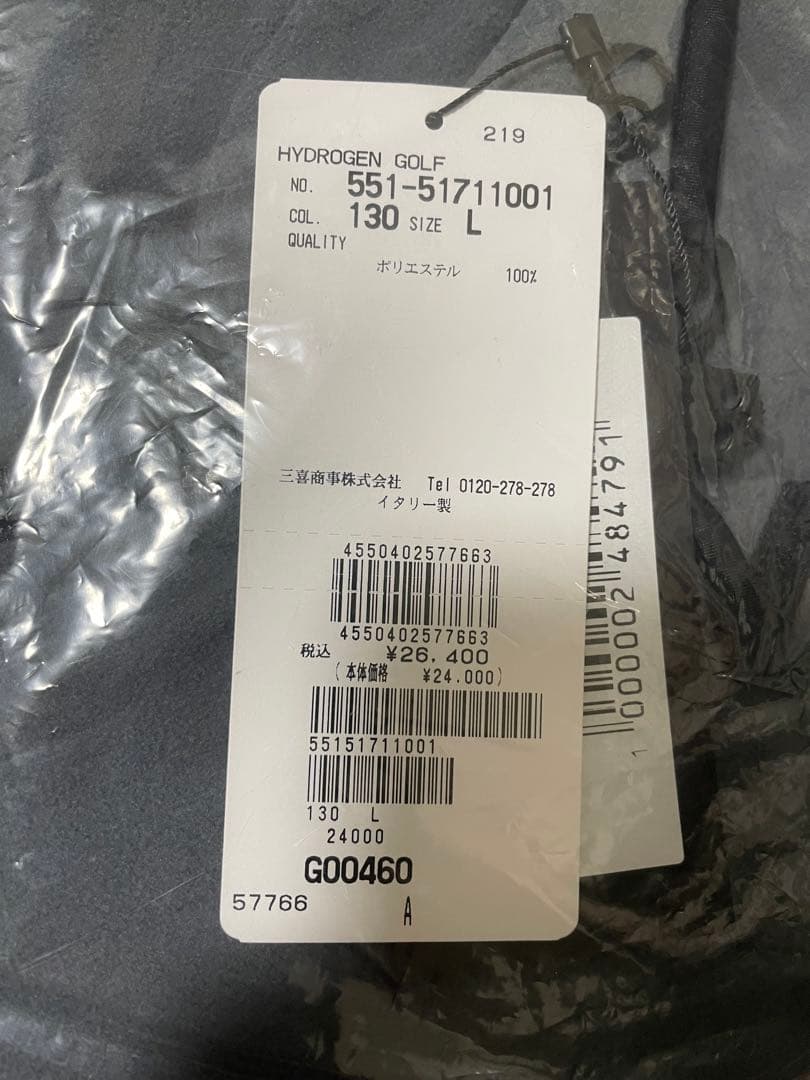 219
HYDROGEN GOLF
NO. 551-51711001
COL. 130 SIZE L
QUALITY
ポリエステル 100%
三喜商事株式会社 Tel 0120-278-278
イタリー製
4550402577663
4550402577663
税込 ¥26,400
(本体価格 ¥24.000)
55151711001
130 L
24000
G00460
57766 A
1000002484791